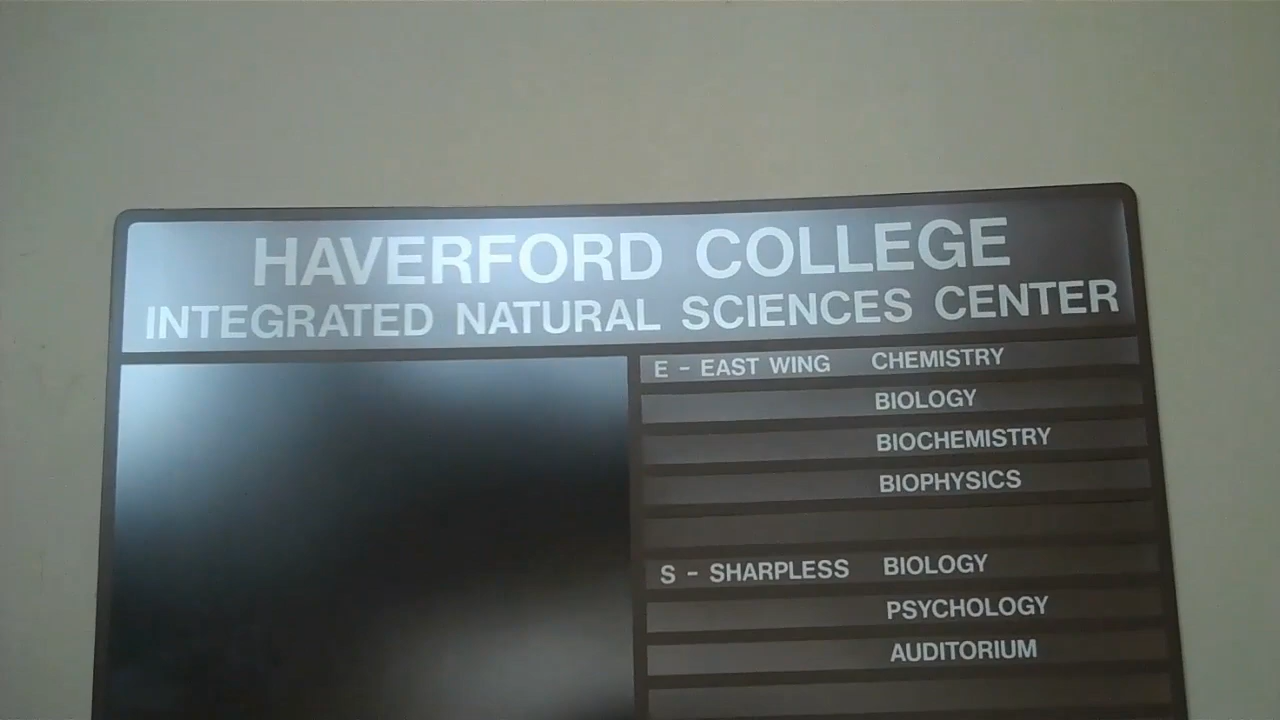 HAVERFORD COLLEGE
INTEGRATED NATURAL SCIENCES CENTER
E - EAST WING CHEMISTRY
BIOLOGY
BIOCHEMISTRY
BIOPHYSICS
S - SHARPLESS BIOLOGY
PSYCHOLOGY
AUDITORIUM